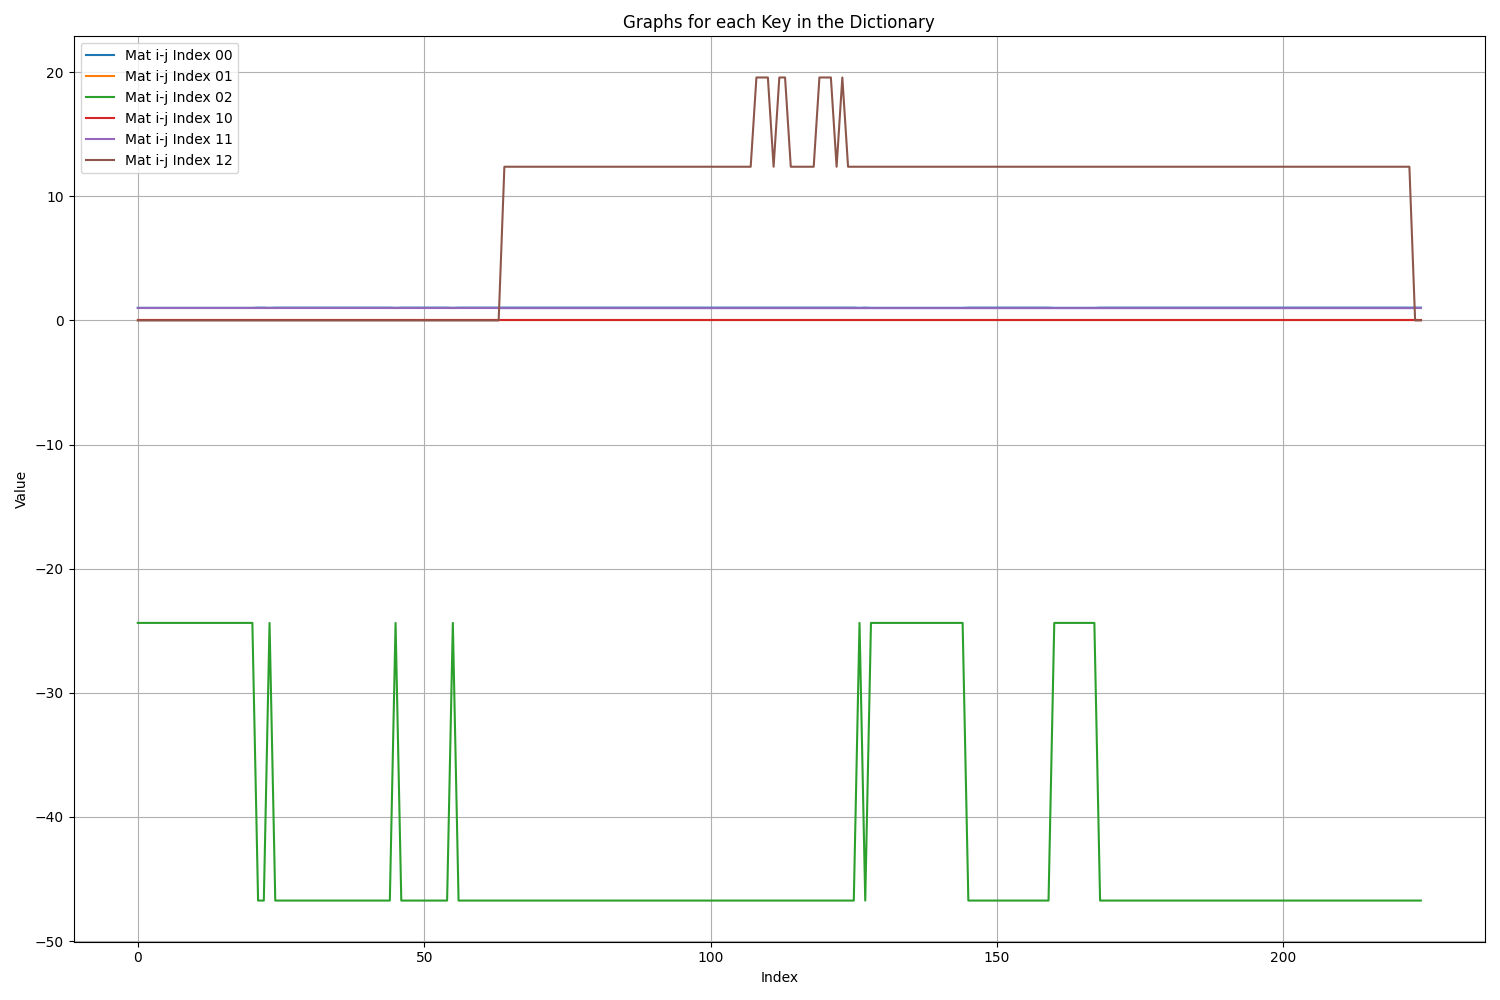 Graphs for each Key in the Dictionary
Mat i-j Index 00
Mat i-j Index 01
Mat i-j Index 02
Mat i-j Index 10
Mat i-j Index 11
Mat i-j Index 12
20
10
0
−10
−20
−30
−40
−50
Value
0 50 100 150 200
Index